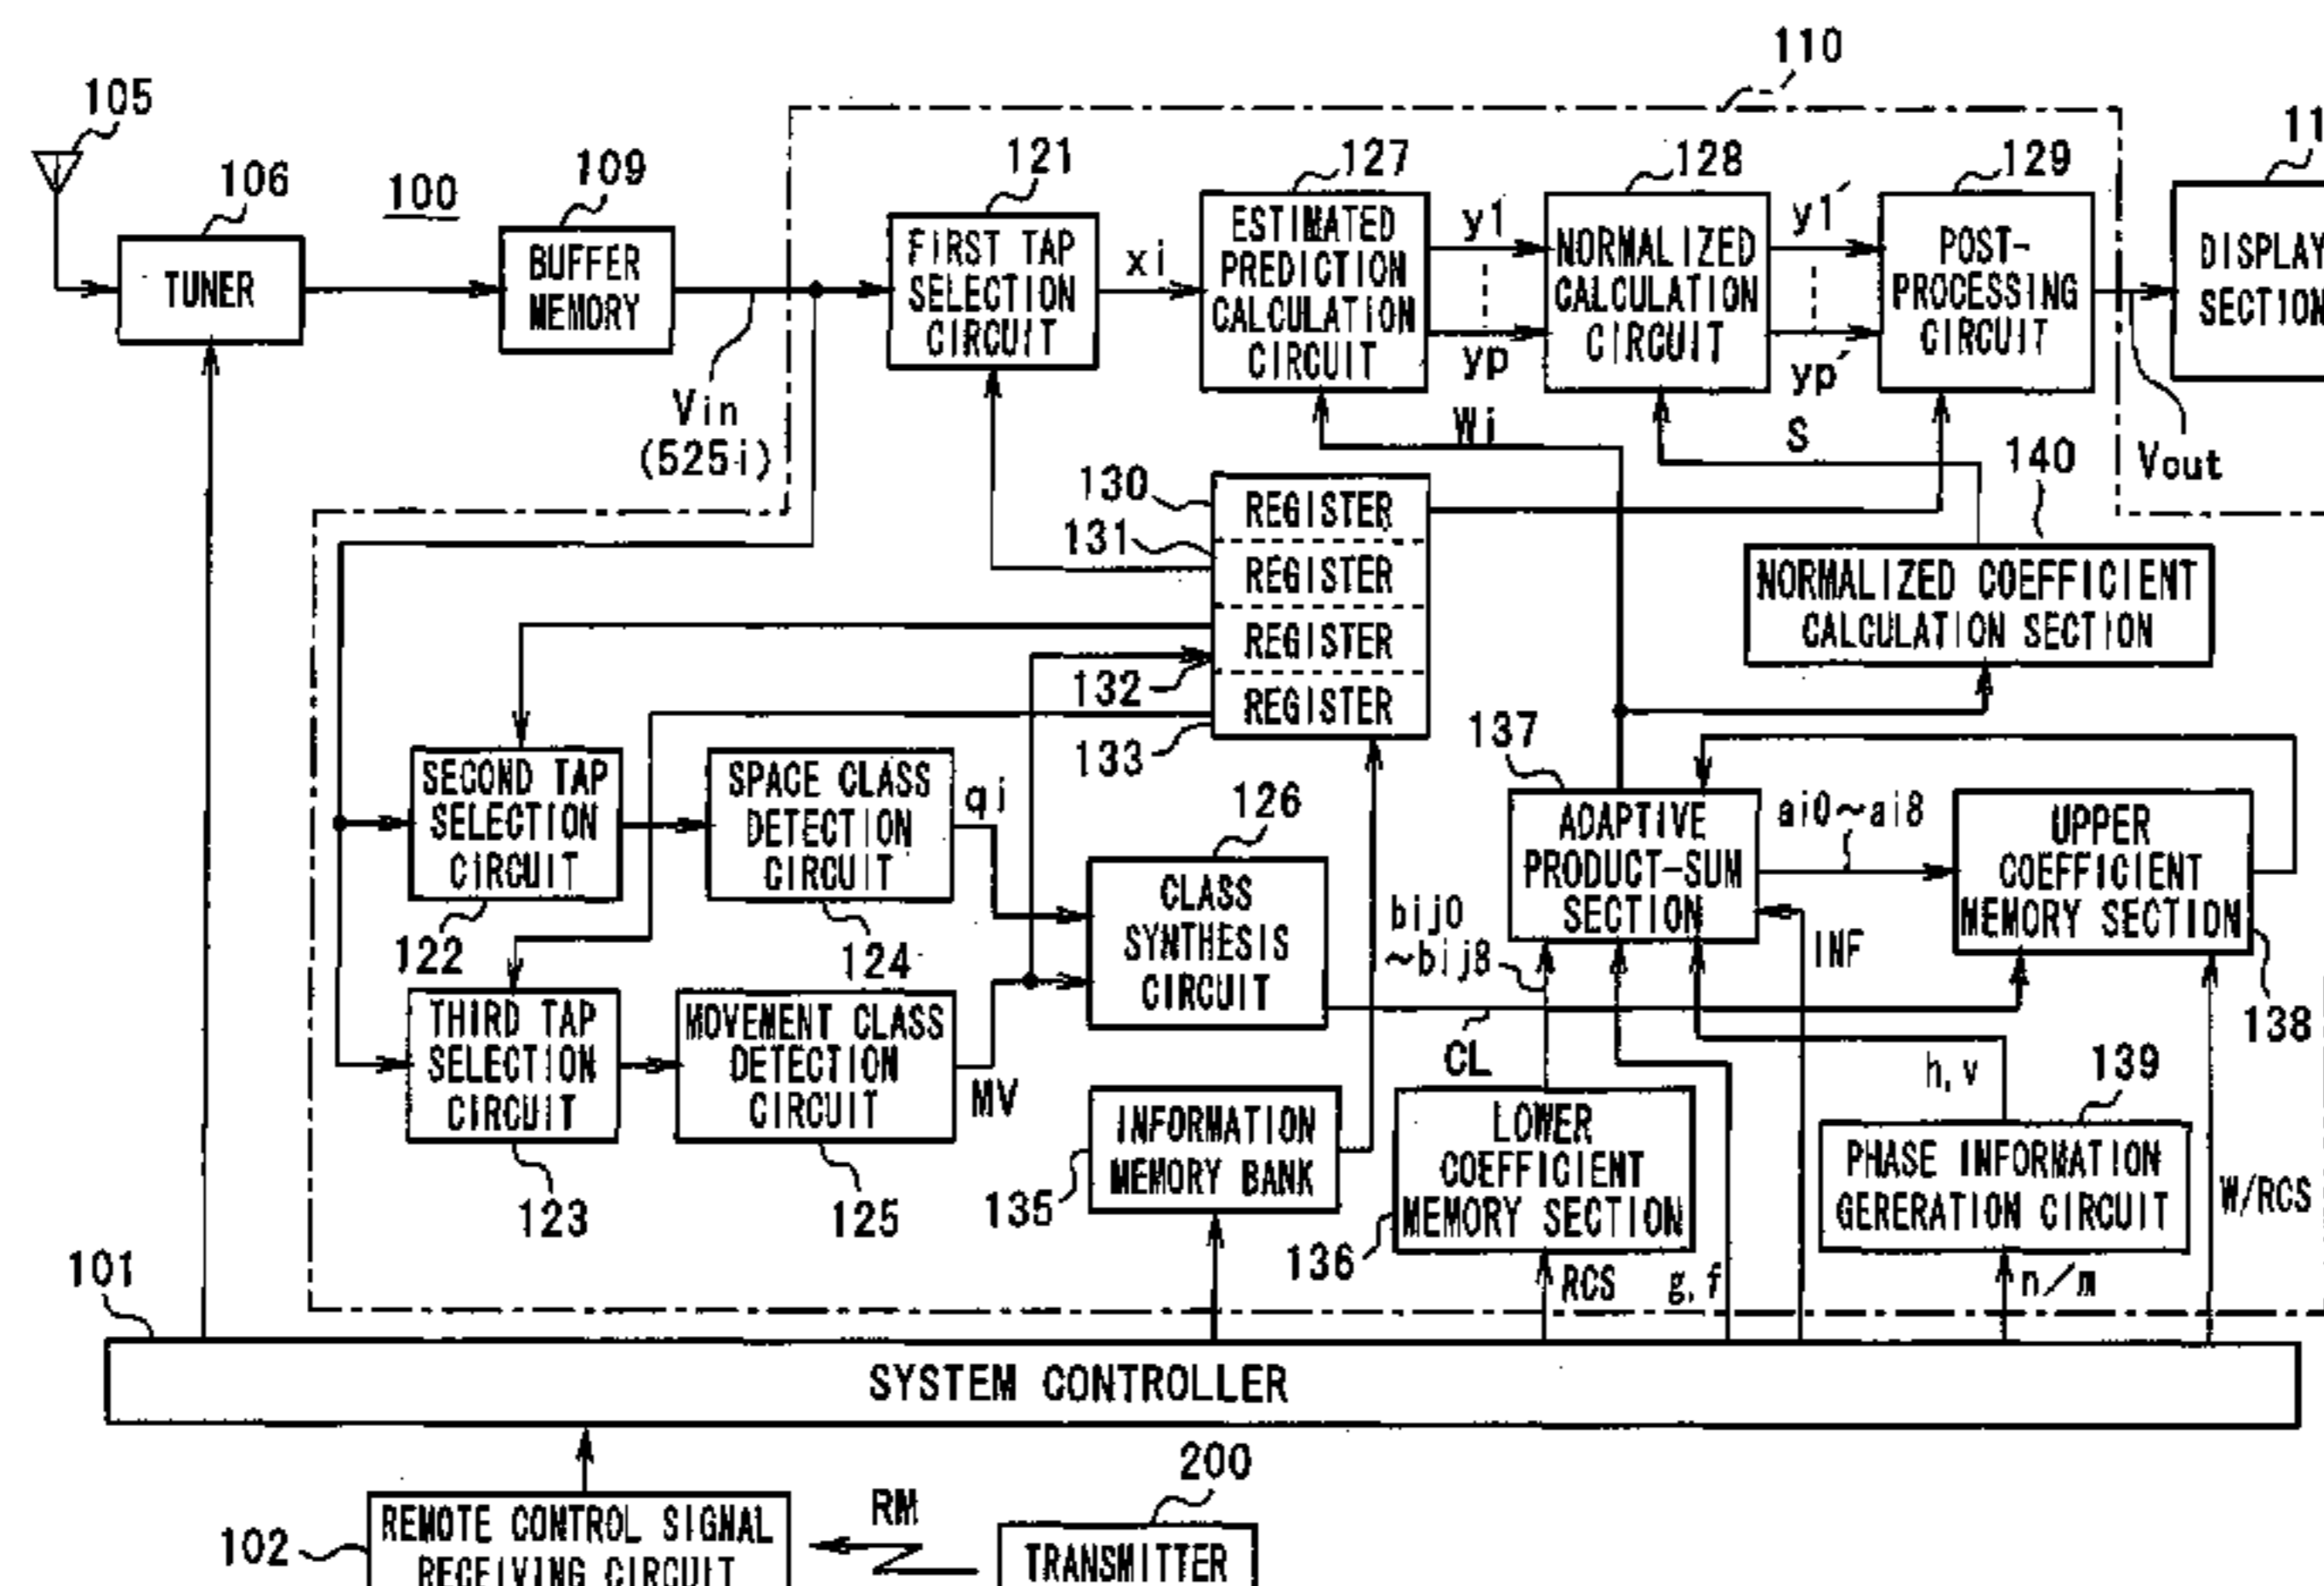 110
105
106
100
109
121
127
128
129
11
TUNER
BUFFER
MEMORY
FIRST TAP
SELECTION
CIRCUIT
xi
ESTIMATED
PREDICTION
CALCULATION
CIRCUIT
y1
yp
NORMALIZED
CALCULATION
CIRCUIT
y1′
yp′
POST-
PROCESSING
CIRCUIT
DISPLAY
SECTION
Vin
(525i)
Wi
S
140
Vout
130
131
132
133
REGISTER
REGISTER
REGISTER
REGISTER
NORMALIZED COEFFICIENT
CALCULATION SECTION
SECOND TAP
SELECTION
CIRCUIT
122
SPACE CLASS
DETECTION
CIRCUIT
124
qi
126
CLASS
SYNTHESIS
CIRCUIT
137
ADAPTIVE
PRODUCT-SUM
SECTION
ai0~ai8
UPPER
COEFFICIENT
MEMORY SECTION
138
bij0
~bij8
INF
THIRD TAP
SELECTION
CIRCUIT
123
MOVEMENT CLASS
DETECTION
CIRCUIT
125
MV
CL
h,v
139
INFORMATION
MEMORY BANK
135
LOWER
COEFFICIENT
MEMORY SECTION
136
PHASE INFORMATION
GERERATION CIRCUIT
W/RCS
RCS
g,f
n/m
101
SYSTEM CONTROLLER
102
REMOTE CONTROL SIGNAL
RECEIVING CIRCUIT
RM
200
TRANSMITTER